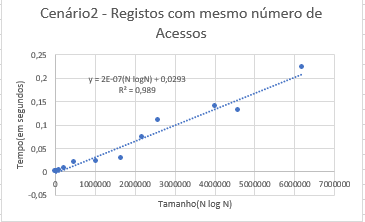 Cenário2 - Registos com mesmo número de
Acessos
0,25
0,2
0,15
0,1
0,05
0
-0,05
Tempo(em segundos)
y = 2E-07(N logN) + 0,0293
R² = 0,989
0 1000000 2000000 3000000 4000000 5000000 6000000 7000000
Tamanho(N log N)